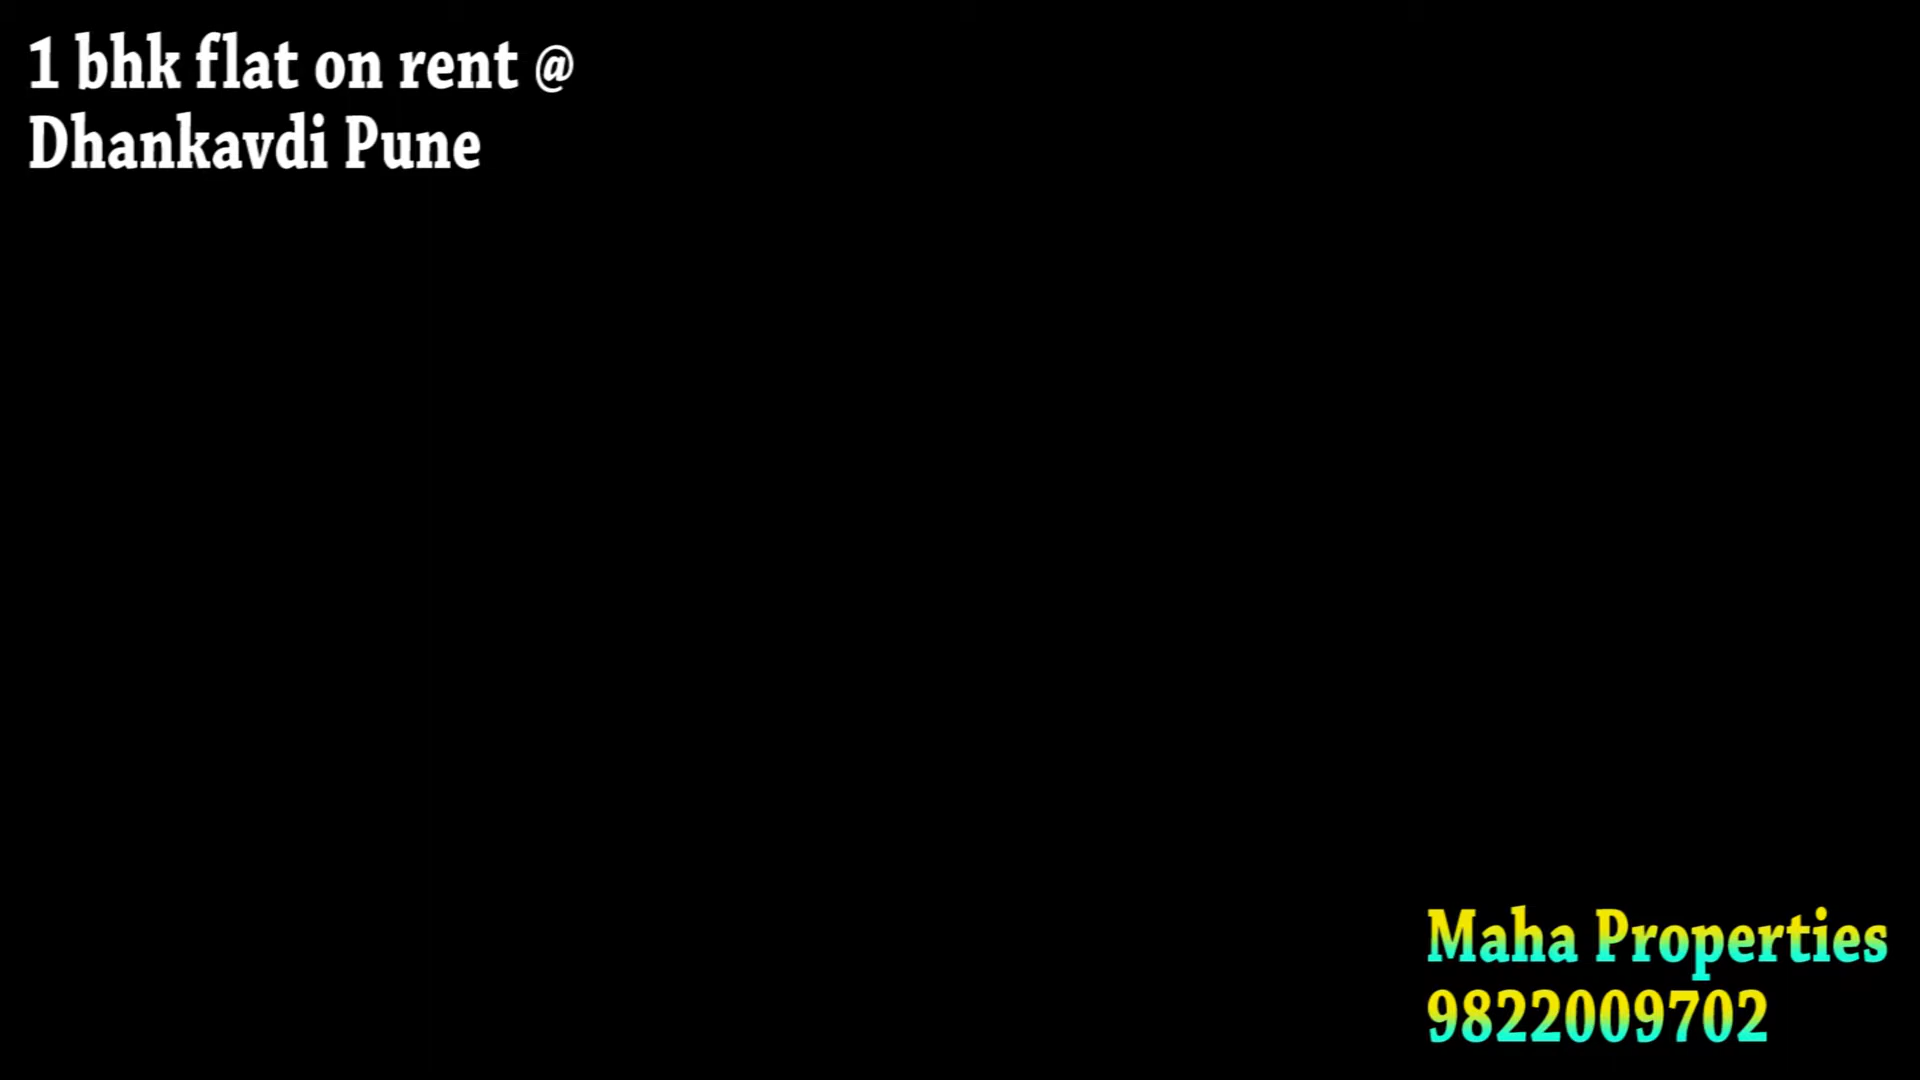 1 bhk flat on rent @
Dhankavdi Pune
Maha Properties
9822009702